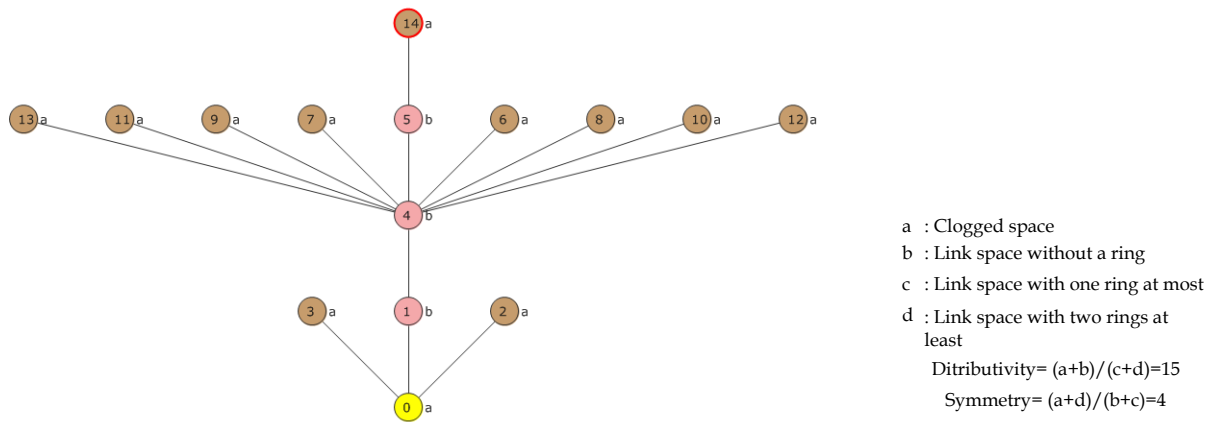 14 a
13 a 11 a 9 a 7 a 5 b 6 a 8 a 10 a 12 a
4 b
3 a 1 b 2 a
0 a
a : Clogged space
b : Link space without a ring
c : Link space with one ring at most
d : Link space with two rings at
least
Ditributivity= (a+b)/(c+d)=15
Symmetry= (a+d)/(b+c)=4